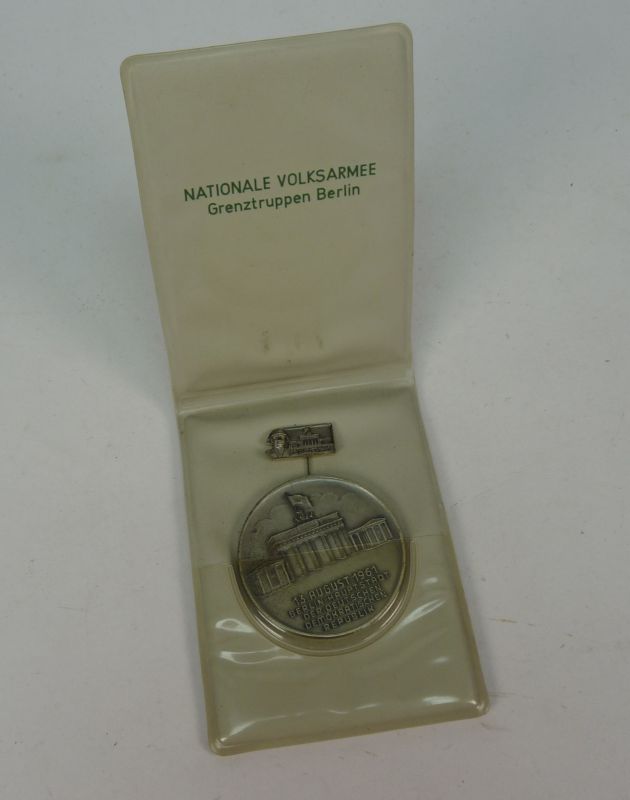 NATIONALE VOLKSARMEE
Grenztruppen Berlin
13. AUGUST 1961
BERLIN HAUPTSTADT
DER DEUTSCHEN
DEMOKRATISCHEN
REPUBLIK